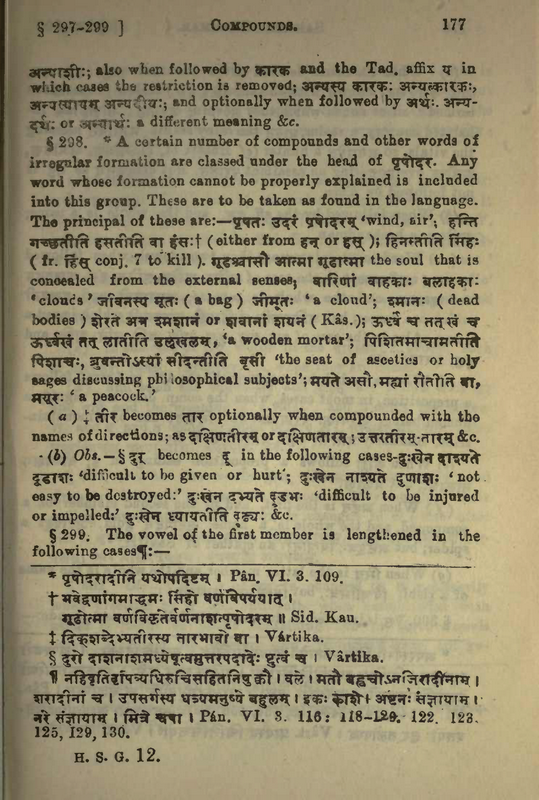 § 297-299 ] COMPOUNDS. 177
अन्याशीः; also when followed by कारक and the Tad. affix य in
which cases the restriction is removed; अन्यस्य कारकः अन्यत्कारकः,
अन्यस्यायम् अन्यदीयः; and optionally when followed by अर्थः. अन्य-
दर्थः or अन्यार्थः a different meaning &c.
§ 298. * A certain number of compounds and other words of
irregular formation are classed under the head of पृषोदर. Any
word whose formation cannot be properly explained is included
into this group. These are to be taken as found in the language.
The principal of these are:—पृषतः उदरं पृषोदरम् 'wind, air'; हन्ति
गच्छतीति हसतीति वा हंसः† (either from हन् or हस् ); हिनस्तीति सिंहः
( fr. हिंस् conj. 7 to kill ). गूढश्चासौ आत्मा गूढात्मा the soul that is
concealed from the external senses; वारिणां वाहकाः बलाहकाः
'clouds' जीवनस्य मूतः ( a bag ) जीमूतः 'a cloud'; श्मानः ( dead
bodies ) शेरते अत्र श्मशानं or शवानां शयनं ( Kâs. ); ऊर्ध्वं च तत् खं च
ऊर्ध्वखं तत् लातीति उलूखलम्, 'a wooden mortar'; पिशितमाचामतीति
पिशाचः, ब्रुवन्तोऽस्यां सीदन्तीति बृसी 'the seat of ascetics or holy
sages discussing philosophical subjects'; मयते असौ, मह्यां रौतीति वा,
मयूरः 'a peacock.'
( a ) ‡ तीर becomes तार optionally when compounded with the
names of directions; as दक्षिणतीरम् or दक्षिणतारम्; उत्तरतीरम्-तारम् &c.
(b) Obs.—§ दुर् becomes दू in the following cases-दुःखेन दाश्यते
दूडाशः 'difficult to be given or hurt'; दुःखेन नाश्यते दूणाशः 'not
easy to be destroyed:' दुःखेन दभ्यते दूडभः 'difficult to be injured
or impelled:' दुःखेन ध्यायतीति दूढ्यः &c.
§ 299. The vowel of the first member is lengthened in the
following cases¶:—
* पृषोदरादीनि यथोपदिष्टम् । Pân. VI. 3. 109.
† भवेद्वर्णागमाद्धंसः सिंहो वर्णविपर्ययात् ।
गूढोत्मा वर्णविकृतेर्वर्णनाशात्पृषोदरम् ॥ Sid. Kau.
‡ दिक्शब्देभ्यतीरस्य तारभावो वा । Vártika.
§ दुरो दाशनाशदभध्येषूत्वमुत्तरपदादेः ष्टुत्वं च । Vârtika.
¶ नहिवृतिवृषिव्यधिरुचिसहितनिषु क्वौ । वले । मतौ बह्वचोऽनजिरादीनाम् ।
शरादीनां च । उपसर्गस्य घञ्यमनुष्ये बहुलम् । इकः काशे । अष्टनः संज्ञायाम् ।
नरे संज्ञायाम् । मित्रे चर्षौ । Pán. VI. 3. 116: 118-120. 122. 123.
125, 129, 130.
H. S. G. 12.